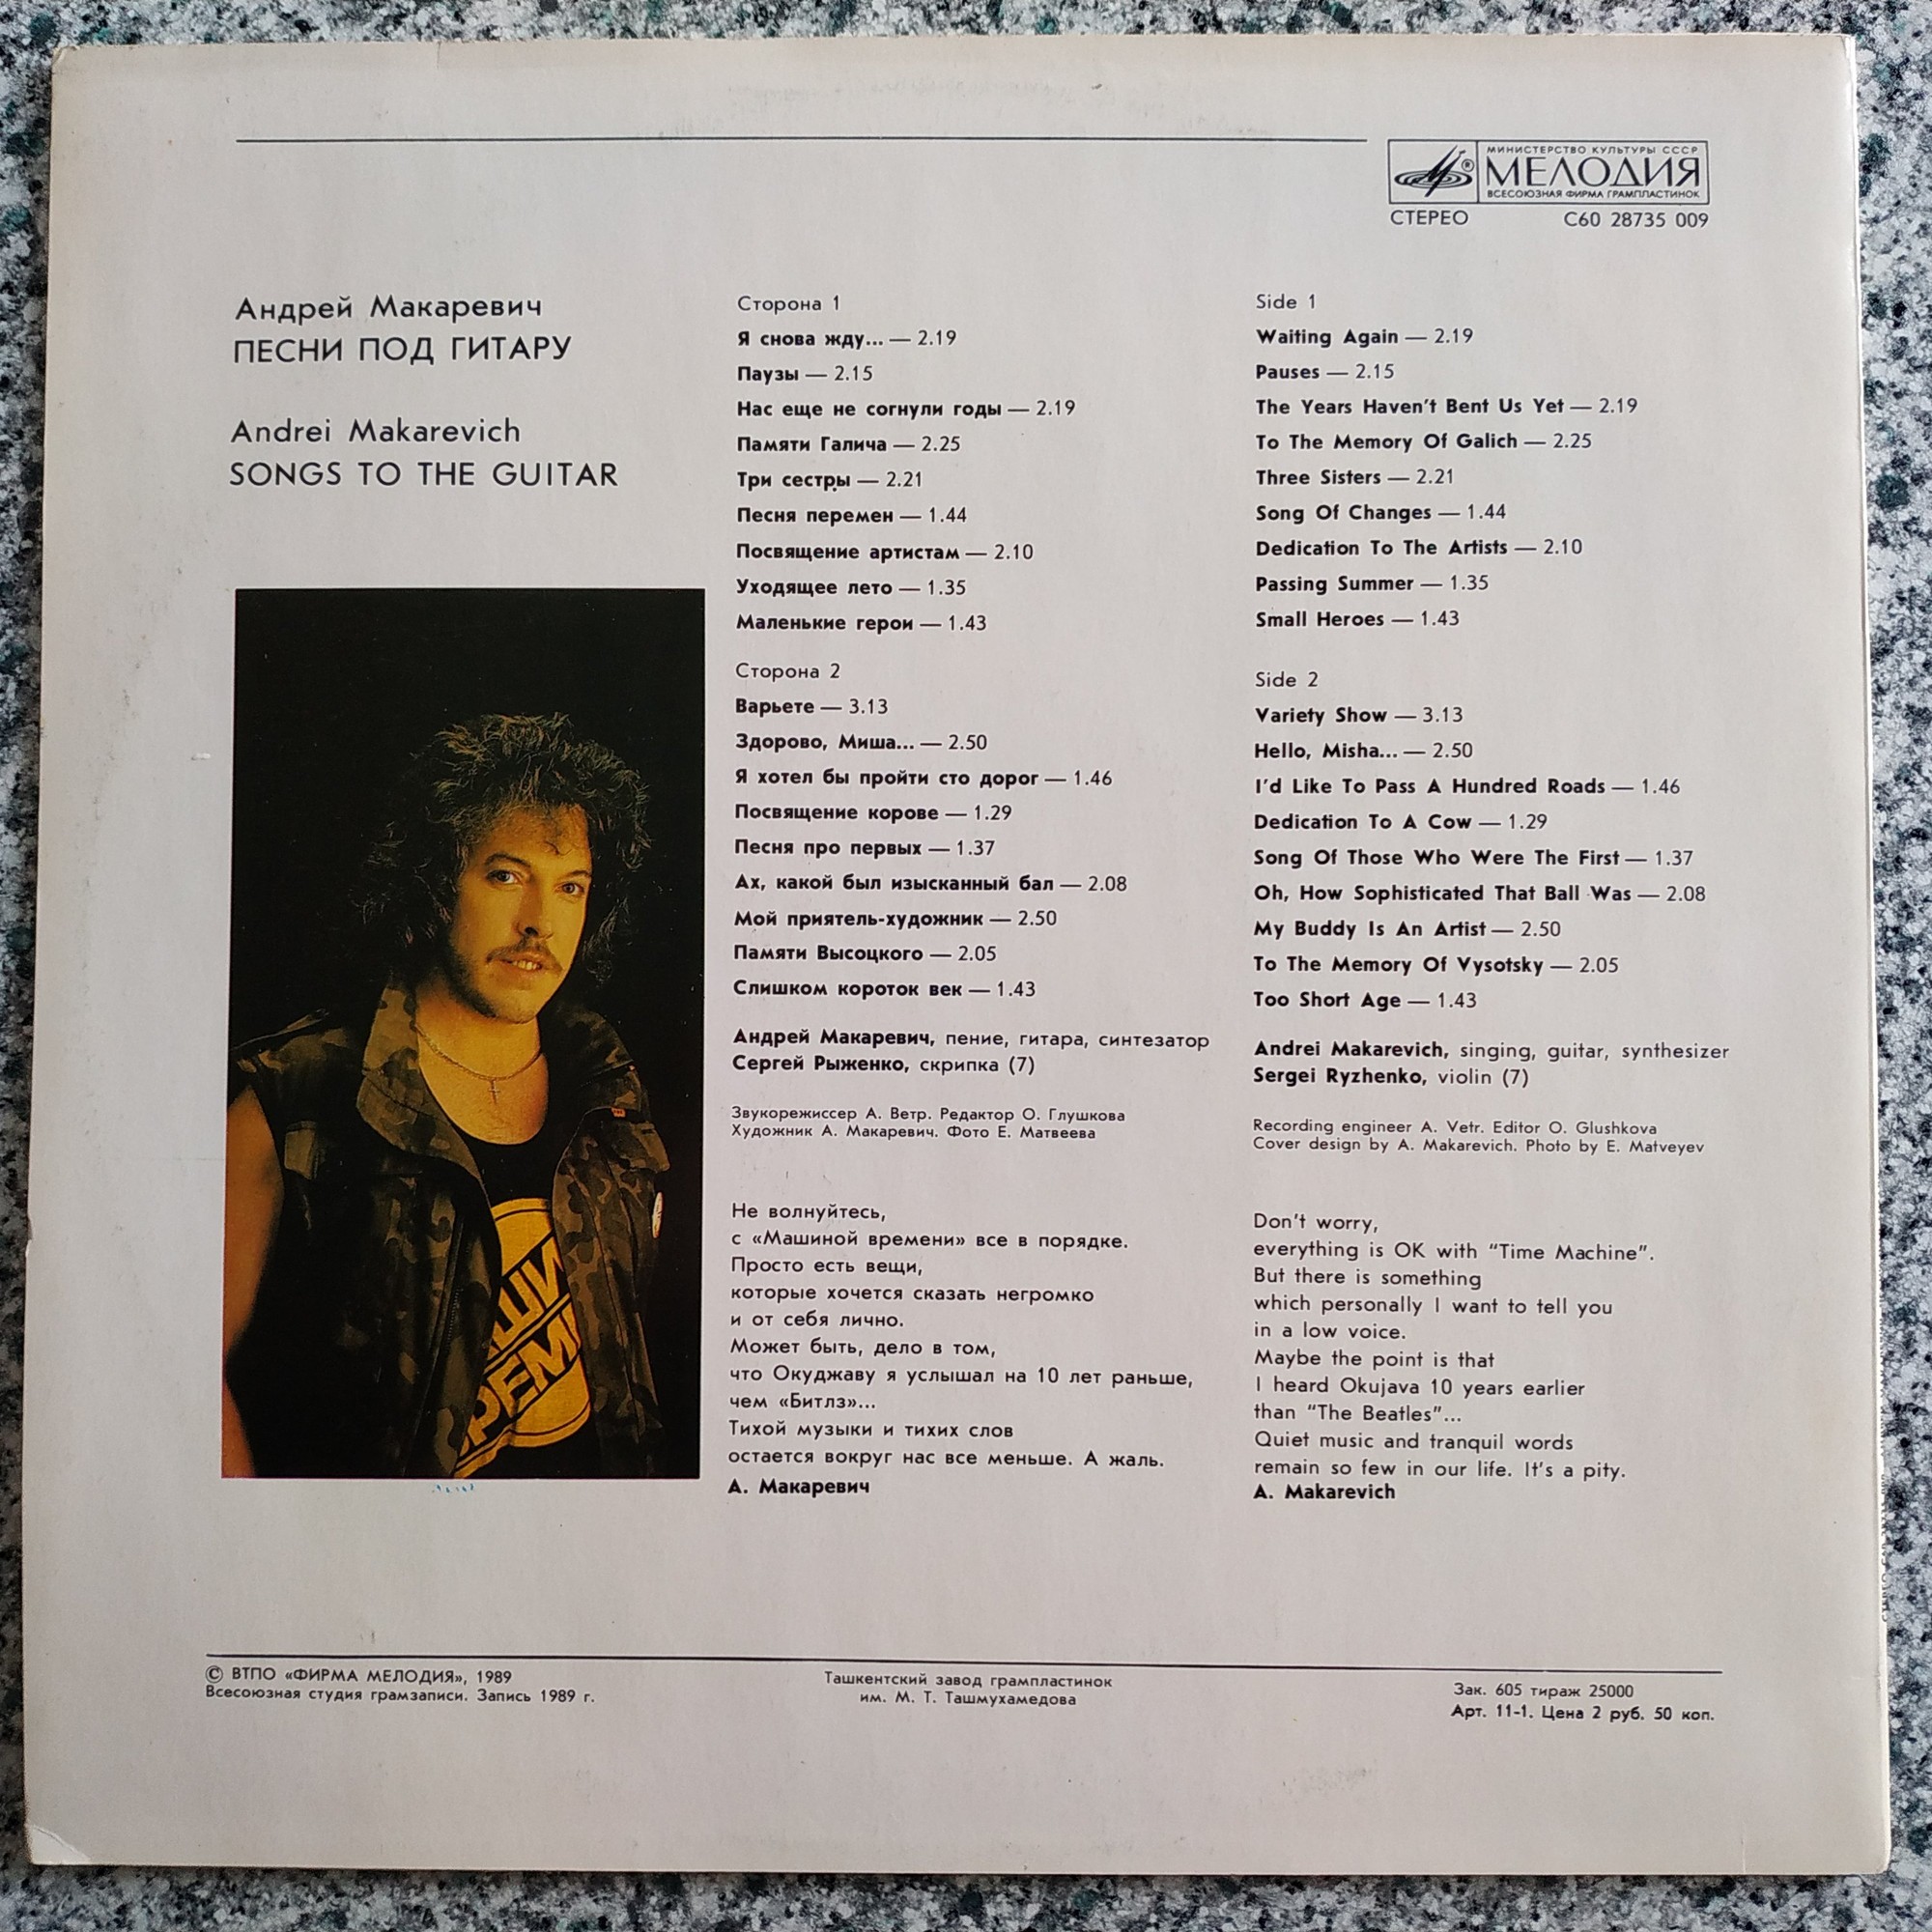 МИНИСТЕРСТВО КУЛЬТУРЫ СССР
МЕЛОДИЯ
ВСЕСОЮЗНАЯ ФИРМА ГРАМПЛАСТИНОК
СТЕРЕО C60 28735 009
Андрей Макаревич
ПЕСНИ ПОД ГИТАРУ
Andrei Makarevich
SONGS TO THE GUITAR
Сторона 1
Я снова жду... — 2.19
Паузы — 2.15
Нас еще не согнули годы — 2.19
Памяти Галича — 2.25
Три сестры — 2.21
Песня перемен — 1.44
Посвящение артистам — 2.10
Уходящее лето — 1.35
Маленькие герои — 1.43
Сторона 2
Варьете — 3.13
Здорово, Миша... — 2.50
Я хотел бы пройти сто дорог — 1.46
Посвящение корове — 1.29
Песня про первых — 1.37
Ах, какой был изысканный бал — 2.08
Мой приятель-художник — 2.50
Памяти Высоцкого — 2.05
Слишком короток век — 1.43
Андрей Макаревич, пение, гитара, синтезатор
Сергей Рыженко, скрипка (7)
Звукорежиссер А. Ветр. Редактор О. Глушкова
Художник А. Макаревич. Фото Е. Матвеева
Не волнуйтесь,
с «Машиной времени» все в порядке.
Просто есть вещи,
которые хочется сказать негромко
и от себя лично.
Может быть, дело в том,
что Окуджаву я услышал на 10 лет раньше,
чем «Битлз»...
Тихой музыки и тихих слов
остается вокруг нас все меньше. А жаль.
А. Макаревич
Side 1
Waiting Again — 2.19
Pauses — 2.15
The Years Haven't Bent Us Yet — 2.19
To The Memory Of Galich — 2.25
Three Sisters — 2.21
Song Of Changes — 1.44
Dedication To The Artists — 2.10
Passing Summer — 1.35
Small Heroes — 1.43
Side 2
Variety Show — 3.13
Hello, Misha... — 2.50
I'd Like To Pass A Hundred Roads — 1.46
Dedication To A Cow — 1.29
Song Of Those Who Were The First — 1.37
Oh, How Sophisticated That Ball Was — 2.08
My Buddy Is An Artist — 2.50
To The Memory Of Vysotsky — 2.05
Too Short Age — 1.43
Andrei Makarevich, singing, guitar, synthesizer
Sergei Ryzhenko, violin (7)
Recording engineer A. Vetr. Editor O. Glushkova
Cover design by A. Makarevich. Photo by E. Matveyev
Don't worry,
everything is OK with "Time Machine".
But there is something
which personally I want to tell you
in a low voice.
Maybe the point is that
I heard Okujava 10 years earlier
than "The Beatles"...
Quiet music and tranquil words
remain so few in our life. It's a pity.
A. Makarevich
© ВТПО «ФИРМА МЕЛОДИЯ», 1989
Всесоюзная студия грамзаписи. Запись 1989 г.
Ташкентский завод грампластинок
им. М. Т. Ташмухамедова
Зак. 605 тираж 25000
Арт. 11-1. Цена 2 руб. 50 коп.